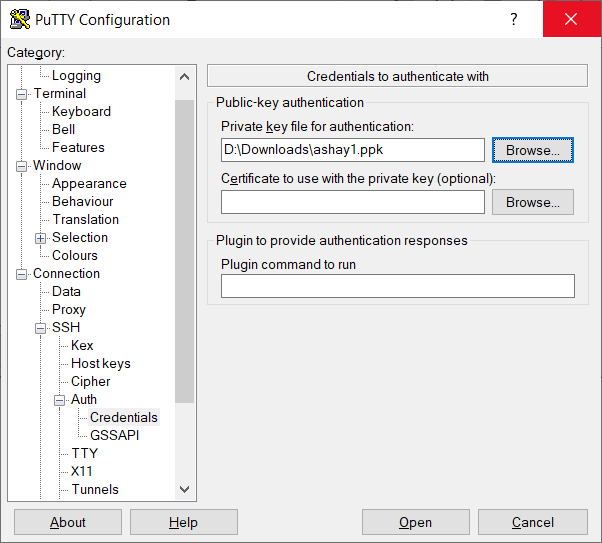 PuTTY Configuration
?
Category:
Logging
Terminal
Keyboard
Bell
Features
Window
Appearance
Behaviour
Translation
Selection
Colours
Connection
Data
Proxy
SSH
Kex
Host keys
Cipher
Auth
Credentials
GSSAPI
TTY
X11
Tunnels
Credentials to authenticate with
Public-key authentication
Private key file for authentication:
D:\Downloads\ashay1.ppk
Browse...
Certificate to use with the private key (optional):
Browse...
Plugin to provide authentication responses
Plugin command to run
About
Help
Open
Cancel